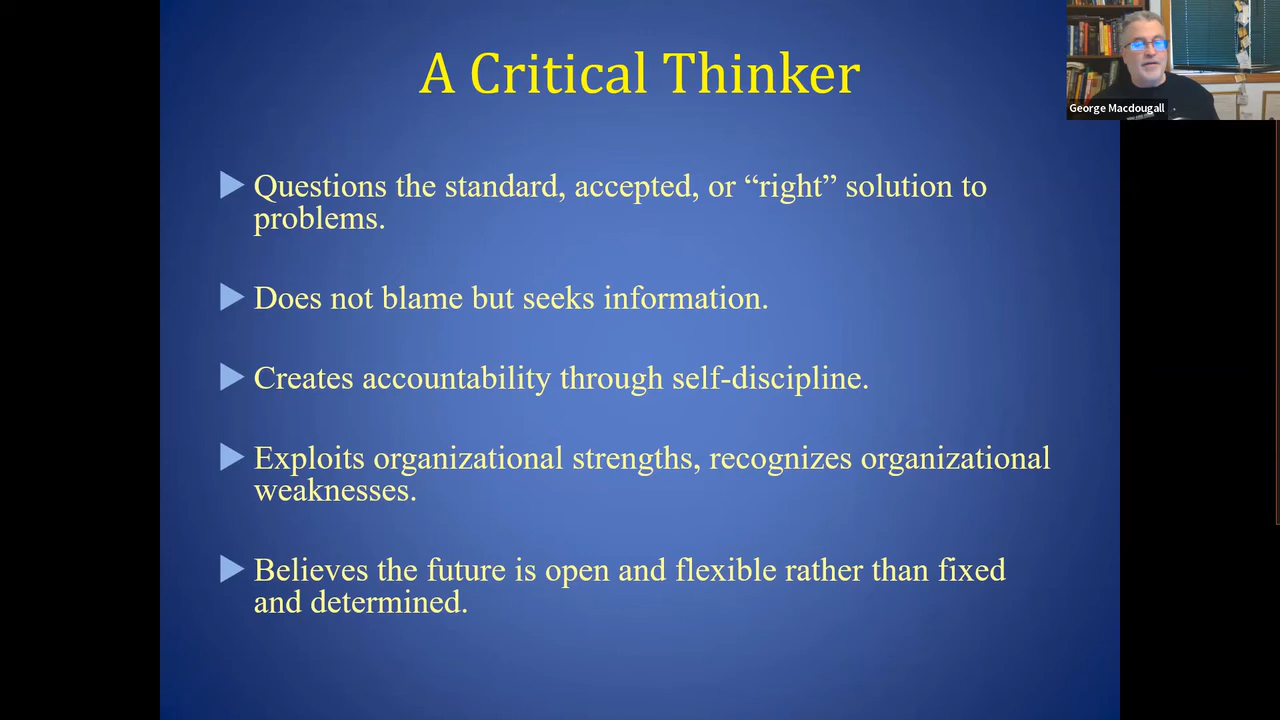 A Critical Thinker
George Macdougall
Questions the standard, accepted, or “right” solution to
problems.
Does not blame but seeks information.
Creates accountability through self-discipline.
Exploits organizational strengths, recognizes organizational
weaknesses.
Believes the future is open and flexible rather than fixed
and determined.